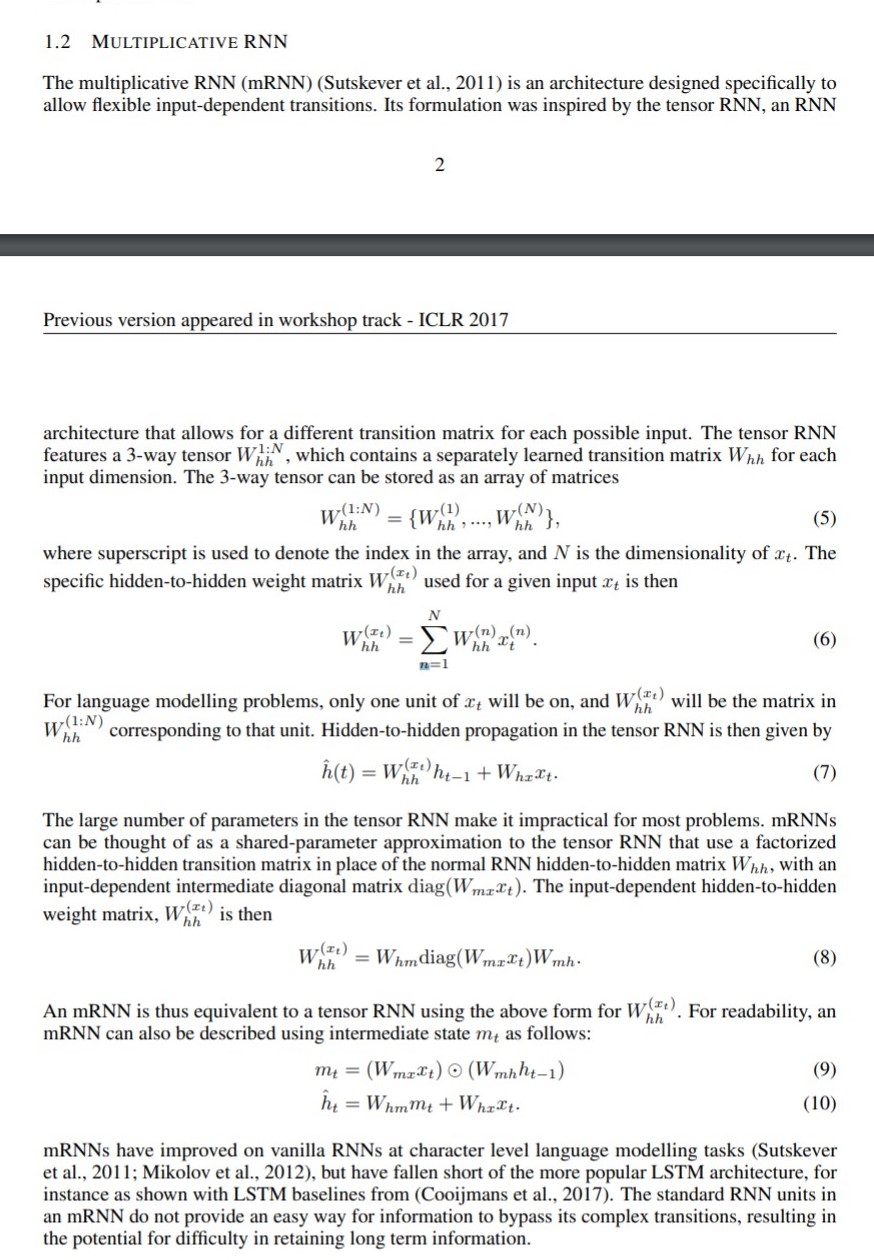 1.2 MULTIPLICATIVE RNN
The multiplicative RNN (mRNN) (Sutskever et al., 2011) is an architecture designed specifically to
allow flexible input-dependent transitions. Its formulation was inspired by the tensor RNN, an RNN
2
Previous version appeared in workshop track - ICLR 2017
architecture that allows for a different transition matrix for each possible input. The tensor RNN
features a 3-way tensor W_{hh}^{1:N}, which contains a separately learned transition matrix W_{hh} for each
input dimension. The 3-way tensor can be stored as an array of matrices
W_{hh}^{(1:N)} = {W_{hh}^{(1)}, ..., W_{hh}^{(N)}}, (5)
where superscript is used to denote the index in the array, and N is the dimensionality of x_t. The
specific hidden-to-hidden weight matrix W_{hh}^{(x_t)} used for a given input x_t is then
W_{hh}^{(x_t)} = ∑_{n=1}^{N} W_{hh}^{(n)} x_t^{(n)}. (6)
For language modelling problems, only one unit of x_t will be on, and W_{hh}^{(x_t)} will be the matrix in
W_{hh}^{(1:N)} corresponding to that unit. Hidden-to-hidden propagation in the tensor RNN is then given by
ĥ(t) = W_{hh}^{(x_t)} h_{t−1} + W_{hx} x_t. (7)
The large number of parameters in the tensor RNN make it impractical for most problems. mRNNs
can be thought of as a shared-parameter approximation to the tensor RNN that use a factorized
hidden-to-hidden transition matrix in place of the normal RNN hidden-to-hidden matrix W_{hh}, with an
input-dependent intermediate diagonal matrix diag(W_{mx} x_t). The input-dependent hidden-to-hidden
weight matrix, W_{hh}^{(x_t)} is then
W_{hh}^{(x_t)} = W_{hm} diag(W_{mx} x_t) W_{mh}. (8)
An mRNN is thus equivalent to a tensor RNN using the above form for W_{hh}^{(x_t)}. For readability, an
mRNN can also be described using intermediate state m_t as follows:
m_t = (W_{mx} x_t) ⊙ (W_{mh} h_{t−1}) (9)
ĥ_t = W_{hm} m_t + W_{hx} x_t. (10)
mRNNs have improved on vanilla RNNs at character level language modelling tasks (Sutskever
et al., 2011; Mikolov et al., 2012), but have fallen short of the more popular LSTM architecture, for
instance as shown with LSTM baselines from (Cooijmans et al., 2017). The standard RNN units in
an mRNN do not provide an easy way for information to bypass its complex transitions, resulting in
the potential for difficulty in retaining long term information.